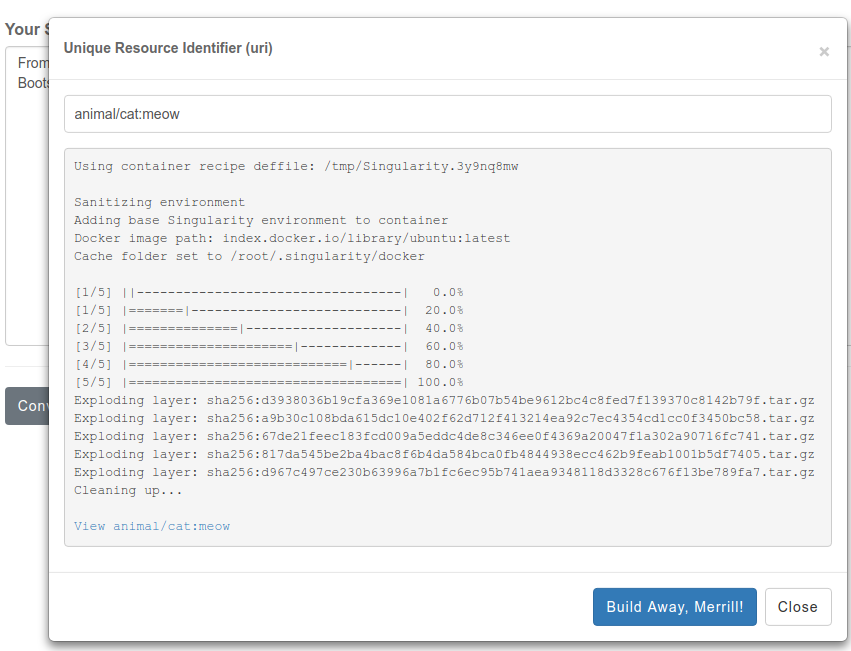 Your S
Unique Resource Identifier (uri)
×
From
Boots
animal/cat:meow
Using container recipe deffile: /tmp/Singularity.3y9nq8mw
Sanitizing environment
Adding base Singularity environment to container
Docker image path: index.docker.io/library/ubuntu:latest
Cache folder set to /root/.singularity/docker
[1/5] ||----------------------------------|   0.0%
[1/5] |=======|---------------------------|  20.0%
[2/5] |==============|--------------------|  40.0%
[3/5] |=====================|-------------|  60.0%
[4/5] |============================|------|  80.0%
[5/5] |===================================| 100.0%
Exploding layer: sha256:d3938036b19cfa369e1081a6776b07b54be9612bc4c8fed7f139370c8142b79f.tar.gz
Exploding layer: sha256:a9b30c108bda615dc10e402f62d712f413214ea92c7ec4354cd1cc0f3450bc58.tar.gz
Exploding layer: sha256:67de21feec183fcd009a5eddc4de8c346ee0f4369a20047f1a302a90716fc741.tar.gz
Exploding layer: sha256:817da545be2ba4bac8f6b4da584bca0fb4844938ecc462b9feab1001b5df7405.tar.gz
Exploding layer: sha256:d967c497ce230b63996a7b1fc6ec95b741aea9348118d3328c676f13be789fa7.tar.gz
Cleaning up...
View animal/cat:meow
Conv
Build Away, Merrill!
Close